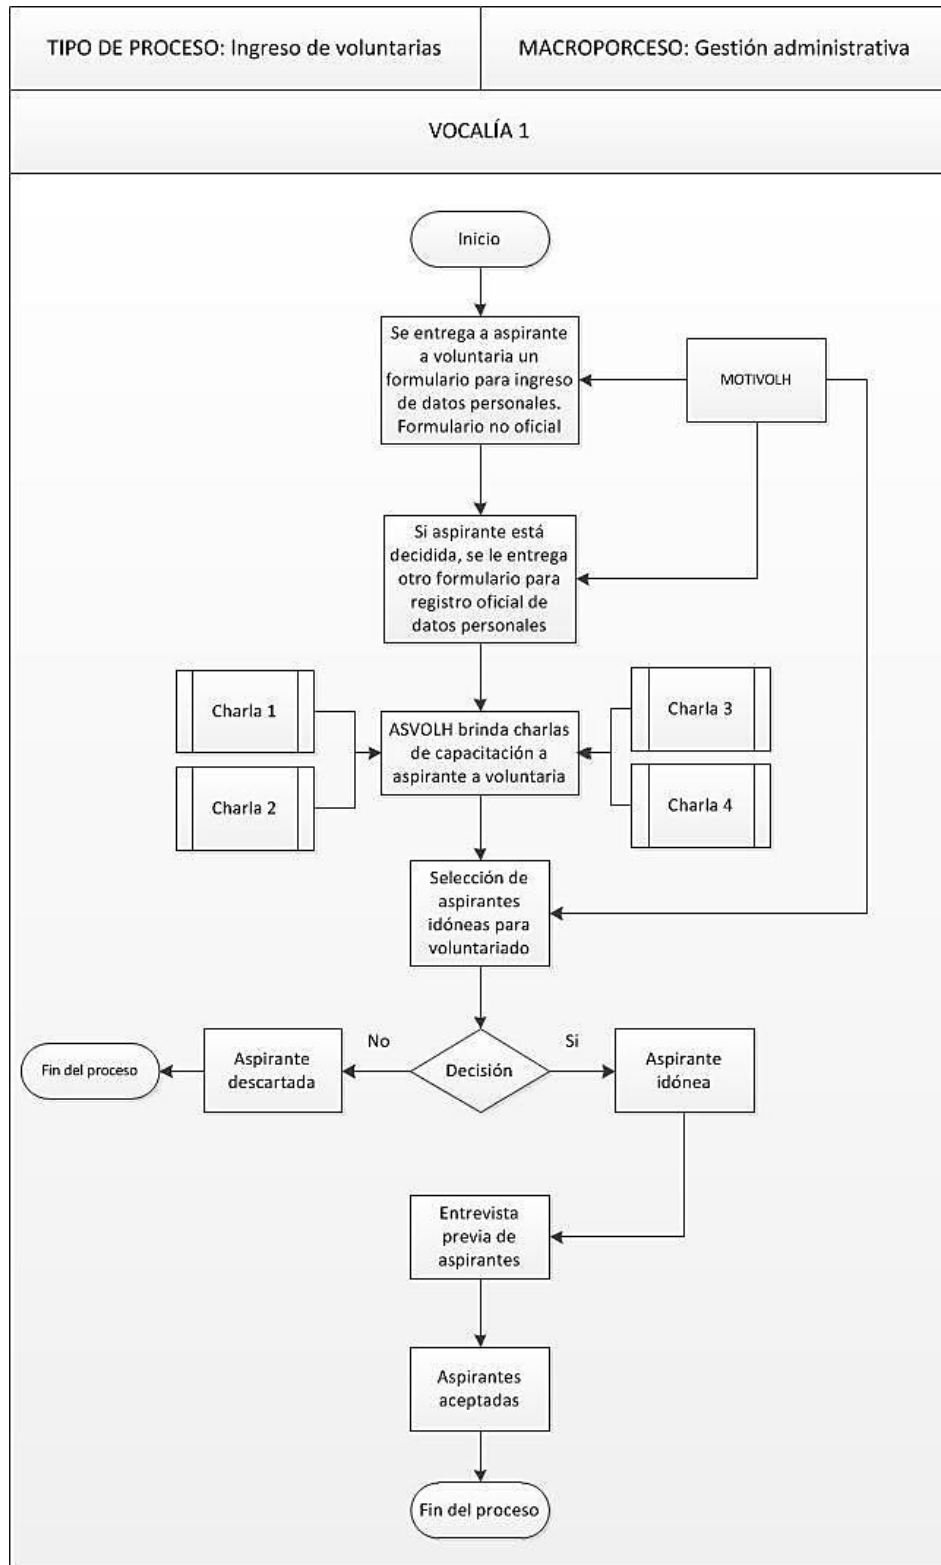 TIPO DE PROCESO: Ingreso de voluntarias
MACROPORCESO: Gestión administrativa
VOCALÍA 1
Inicio
Se entrega a aspirante
a voluntaria un
formulario para ingreso
de datos personales.
Formulario no oficial
MOTIVOLH
Si aspirante está
decidida, se le entrega
otro formulario para
registro oficial de
datos personales
Charla 1
Charla 2
ASVOLH brinda charlas
de capacitación a
aspirante a voluntaria
Charla 3
Charla 4
Selección de
aspirantes
idóneas para
voluntariado
Decisión
No
Si
Aspirante
descartada
Fin del proceso
Aspirante
idónea
Entrevista
previa de
aspirantes
Aspirantes
aceptadas
Fin del proceso